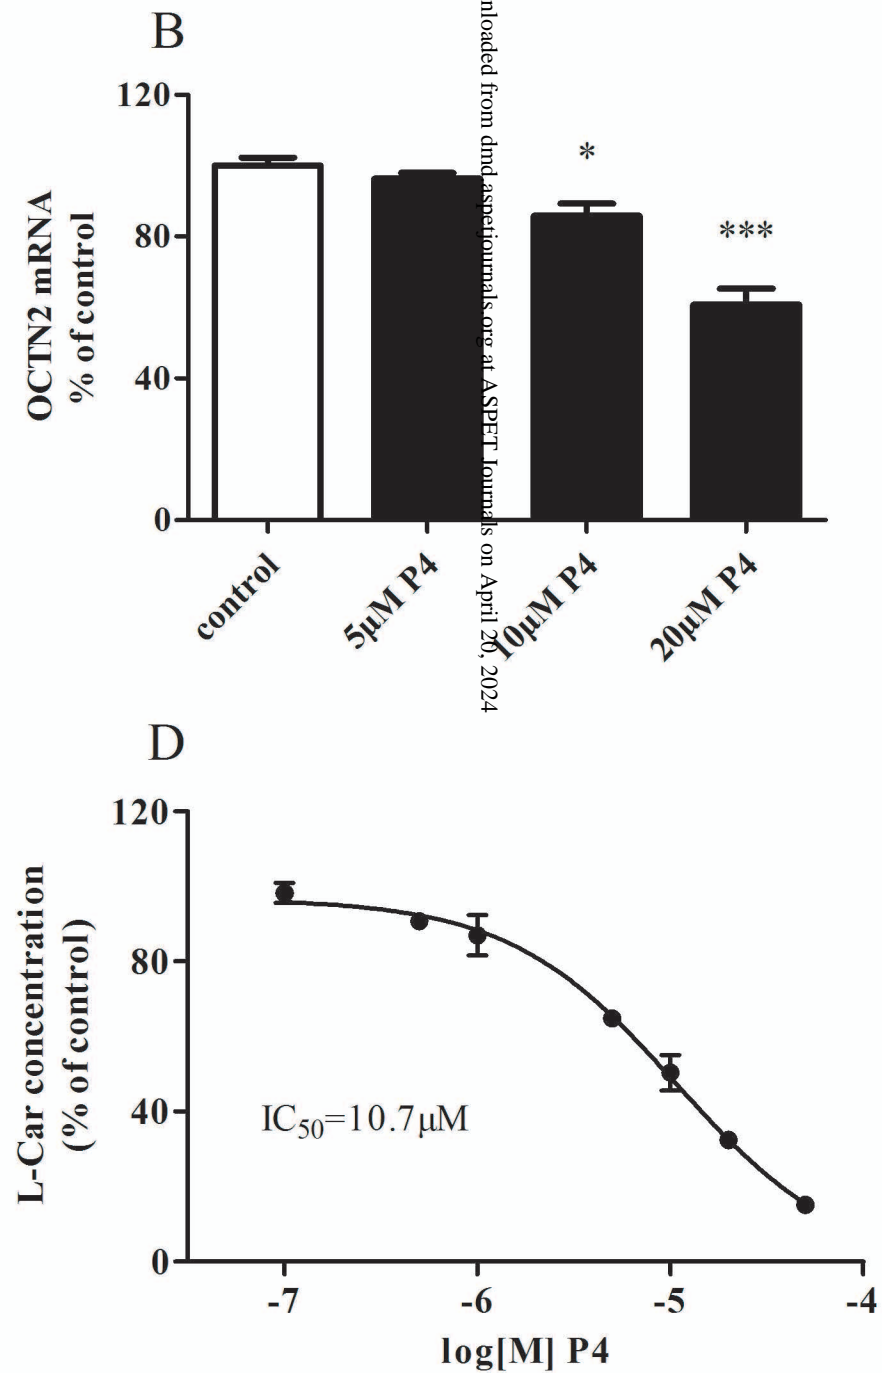 B
OCTN2 mRNA
% of control
120
80
40
0
*
***
control
5µM P4
10µM P4
20µM P4
nloaded from dmd.aspetjournals.org at ASPET Journals on April 20, 2024
D
L-Car concentration
(% of control)
120
80
40
0
IC50=10.7µM
-7
-6
-5
-4
log[M] P4